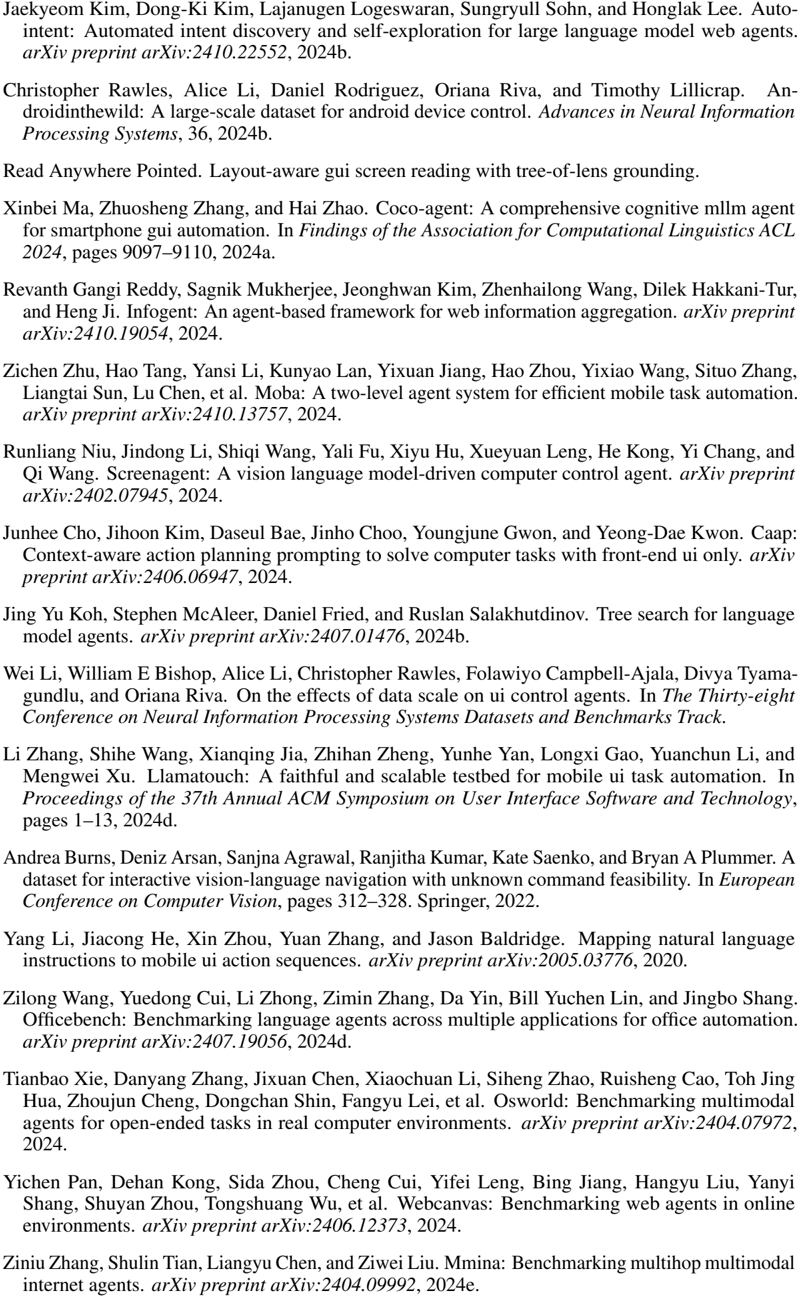 Jaekyeom Kim, Dong-Ki Kim, Lajanugen Logeswaran, Sungryull Sohn, and Honglak Lee. Auto-
intent: Automated intent discovery and self-exploration for large language model web agents.
arXiv preprint arXiv:2410.22552, 2024b.
Christopher Rawles, Alice Li, Daniel Rodriguez, Oriana Riva, and Timothy Lillicrap. An-
droidinthewild: A large-scale dataset for android device control. Advances in Neural Information
Processing Systems, 36, 2024b.
Read Anywhere Pointed. Layout-aware gui screen reading with tree-of-lens grounding.
Xinbei Ma, Zhuosheng Zhang, and Hai Zhao. Coco-agent: A comprehensive cognitive mllm agent
for smartphone gui automation. In Findings of the Association for Computational Linguistics ACL
2024, pages 9097–9110, 2024a.
Revanth Gangi Reddy, Sagnik Mukherjee, Jeonghwan Kim, Zhenhailong Wang, Dilek Hakkani-Tur,
and Heng Ji. Infogent: An agent-based framework for web information aggregation. arXiv preprint
arXiv:2410.19054, 2024.
Zichen Zhu, Hao Tang, Yansi Li, Kunyao Lan, Yixuan Jiang, Hao Zhou, Yixiao Wang, Situo Zhang,
Liangtai Sun, Lu Chen, et al. Moba: A two-level agent system for efficient mobile task automation.
arXiv preprint arXiv:2410.13757, 2024.
Runliang Niu, Jindong Li, Shiqi Wang, Yali Fu, Xiyu Hu, Xueyuan Leng, He Kong, Yi Chang, and
Qi Wang. Screenagent: A vision language model-driven computer control agent. arXiv preprint
arXiv:2402.07945, 2024.
Junhee Cho, Jihoon Kim, Daseul Bae, Jinho Choo, Youngjune Gwon, and Yeong-Dae Kwon. Caap:
Context-aware action planning prompting to solve computer tasks with front-end ui only. arXiv
preprint arXiv:2406.06947, 2024.
Jing Yu Koh, Stephen McAleer, Daniel Fried, and Ruslan Salakhutdinov. Tree search for language
model agents. arXiv preprint arXiv:2407.01476, 2024b.
Wei Li, William E Bishop, Alice Li, Christopher Rawles, Folawiyo Campbell-Ajala, Divya Tyama-
gundlu, and Oriana Riva. On the effects of data scale on ui control agents. In The Thirty-eight
Conference on Neural Information Processing Systems Datasets and Benchmarks Track.
Li Zhang, Shihe Wang, Xianqing Jia, Zhihan Zheng, Yunhe Yan, Longxi Gao, Yuanchun Li, and
Mengwei Xu. Llamatouch: A faithful and scalable testbed for mobile ui task automation. In
Proceedings of the 37th Annual ACM Symposium on User Interface Software and Technology,
pages 1–13, 2024d.
Andrea Burns, Deniz Arsan, Sanjna Agrawal, Ranjitha Kumar, Kate Saenko, and Bryan A Plummer. A
dataset for interactive vision-language navigation with unknown command feasibility. In European
Conference on Computer Vision, pages 312–328. Springer, 2022.
Yang Li, Jiacong He, Xin Zhou, Yuan Zhang, and Jason Baldridge. Mapping natural language
instructions to mobile ui action sequences. arXiv preprint arXiv:2005.03776, 2020.
Zilong Wang, Yuedong Cui, Li Zhong, Zimin Zhang, Da Yin, Bill Yuchen Lin, and Jingbo Shang.
Officebench: Benchmarking language agents across multiple applications for office automation.
arXiv preprint arXiv:2407.19056, 2024d.
Tianbao Xie, Danyang Zhang, Jixuan Chen, Xiaochuan Li, Siheng Zhao, Ruisheng Cao, Toh Jing
Hua, Zhoujun Cheng, Dongchan Shin, Fangyu Lei, et al. Osworld: Benchmarking multimodal
agents for open-ended tasks in real computer environments. arXiv preprint arXiv:2404.07972,
2024.
Yichen Pan, Dehan Kong, Sida Zhou, Cheng Cui, Yifei Leng, Bing Jiang, Hangyu Liu, Yanyi
Shang, Shuyan Zhou, Tongshuang Wu, et al. Webcanvas: Benchmarking web agents in online
environments. arXiv preprint arXiv:2406.12373, 2024.
Ziniu Zhang, Shulin Tian, Liangyu Chen, and Ziwei Liu. Mmina: Benchmarking multihop multimodal
internet agents. arXiv preprint arXiv:2404.09992, 2024e.